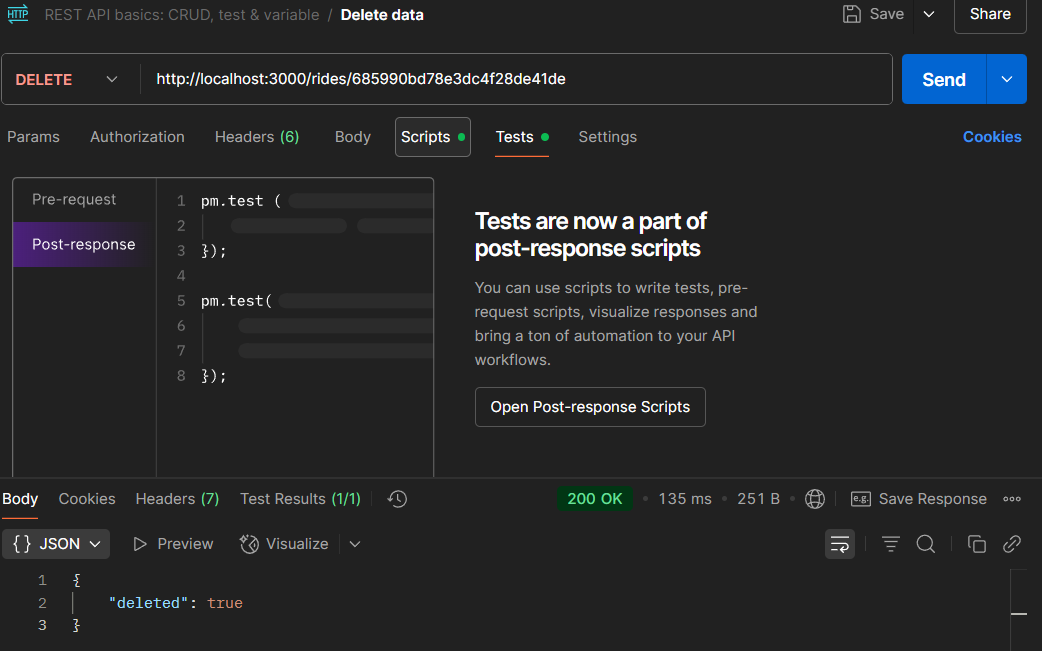 HTTP REST API basics: CRUD, test & variable / Delete data Save Share
DELETE http://localhost:3000/rides/685990bd78e3dc4f28de41de Send
Params Authorization Headers (6) Body Scripts Tests Settings Cookies
Pre-request
Post-response
1 pm.test (
2
3 });
4
5 pm.test(
6
7
8 });
Tests are now a part of
post-response scripts
You can use scripts to write tests, pre-
request scripts, visualize responses and
bring a ton of automation to your API
workflows.
Open Post-response Scripts
Body Cookies Headers (7) Test Results (1/1) 200 OK • 135 ms • 251 B • e.g. Save Response
{} JSON Preview Visualize
1 {
2 "deleted": true
3 }